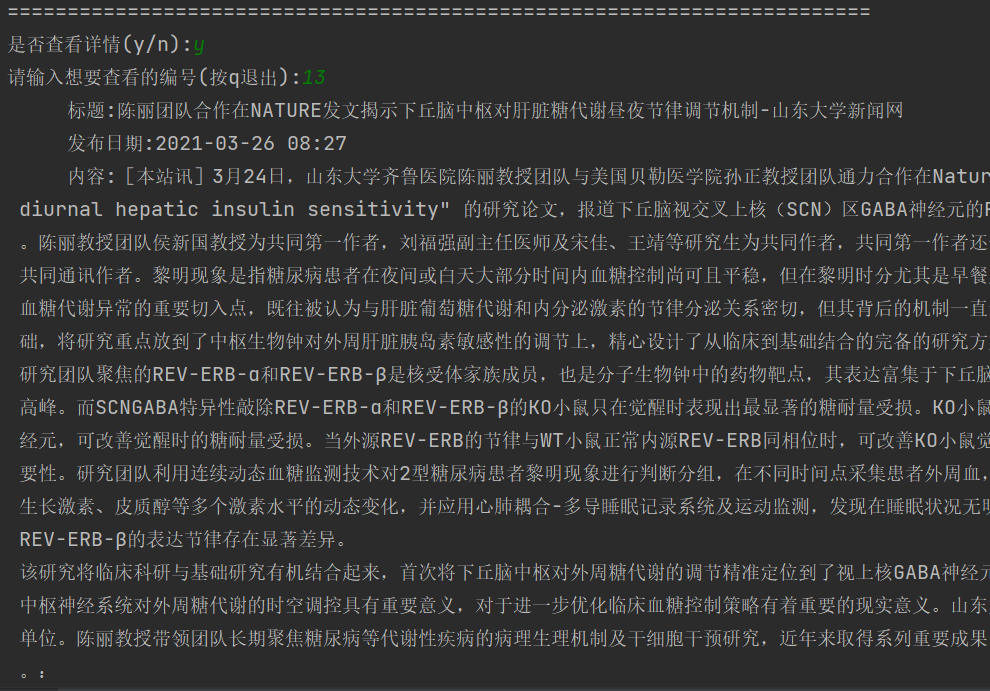 ======================================================================
是否查看详情(y/n):y
请输入想要查看的编号(按q退出):13
标题:陈丽团队合作在NATURE发文揭示下丘脑中枢对肝脏糖代谢昼夜节律调节机制-山东大学新闻网
发布日期:2021-03-26 08:27
内容:［本站讯］3月24日，山东大学齐鲁医院陈丽教授团队与美国贝勒医学院孙正教授团队通力合作在Natur
diurnal hepatic insulin sensitivity" 的研究论文，报道下丘脑视交叉上核（SCN）区GABA神经元的
。陈丽教授团队侯新国教授为共同第一作者，刘福强副主任医师及宋佳、王靖等研究生为共同作者，共同第一作者还
共同通讯作者。黎明现象是指糖尿病患者在夜间或白天大部分时间内血糖控制尚可且平稳，但在黎明时分尤其是早餐
血糖代谢异常的重要切入点，既往被认为与肝脏葡萄糖代谢和内分泌激素的节律分泌关系密切，但其背后的机制一直
础，将研究重点放到了中枢生物钟对外周肝脏胰岛素敏感性的调节上，精心设计了从临床到基础结合的完备的研究方
研究团队聚焦的REV-ERB-α和REV-ERB-β是核受体家族成员，也是分子生物钟中的药物靶点，其表达富集于下丘脑
高峰。而SCNGABA特异性敲除REV-ERB-α和REV-ERB-β的KO小鼠只在觉醒时表现出最显著的糖耐量受损。KO小鼠
经元，可改善觉醒时的糖耐量受损。当外源REV-ERB的节律与WT小鼠正常内源REV-ERB同相位时，可改善KO小鼠觉
要性。研究团队利用连续动态血糖监测技术对2型糖尿病患者黎明现象进行判断分组，在不同时间点采集患者外周血，
生长激素、皮质醇等多个激素水平的动态变化，并应用心肺耦合-多导睡眠记录系统及运动监测，发现在睡眠状况无明
REV-ERB-β的表达节律存在显著差异。
该研究将临床科研与基础研究有机结合起来，首次将下丘脑中枢对外周糖代谢的调节精准定位到了视上核GABA神经元
中枢神经系统对外周糖代谢的时空调控具有重要意义，对于进一步优化临床血糖控制策略有着重要的现实意义。山东
单位。陈丽教授带领团队长期聚焦糖尿病等代谢性疾病的病理生理机制及干细胞干预研究，近年来取得系列重要成果
。: